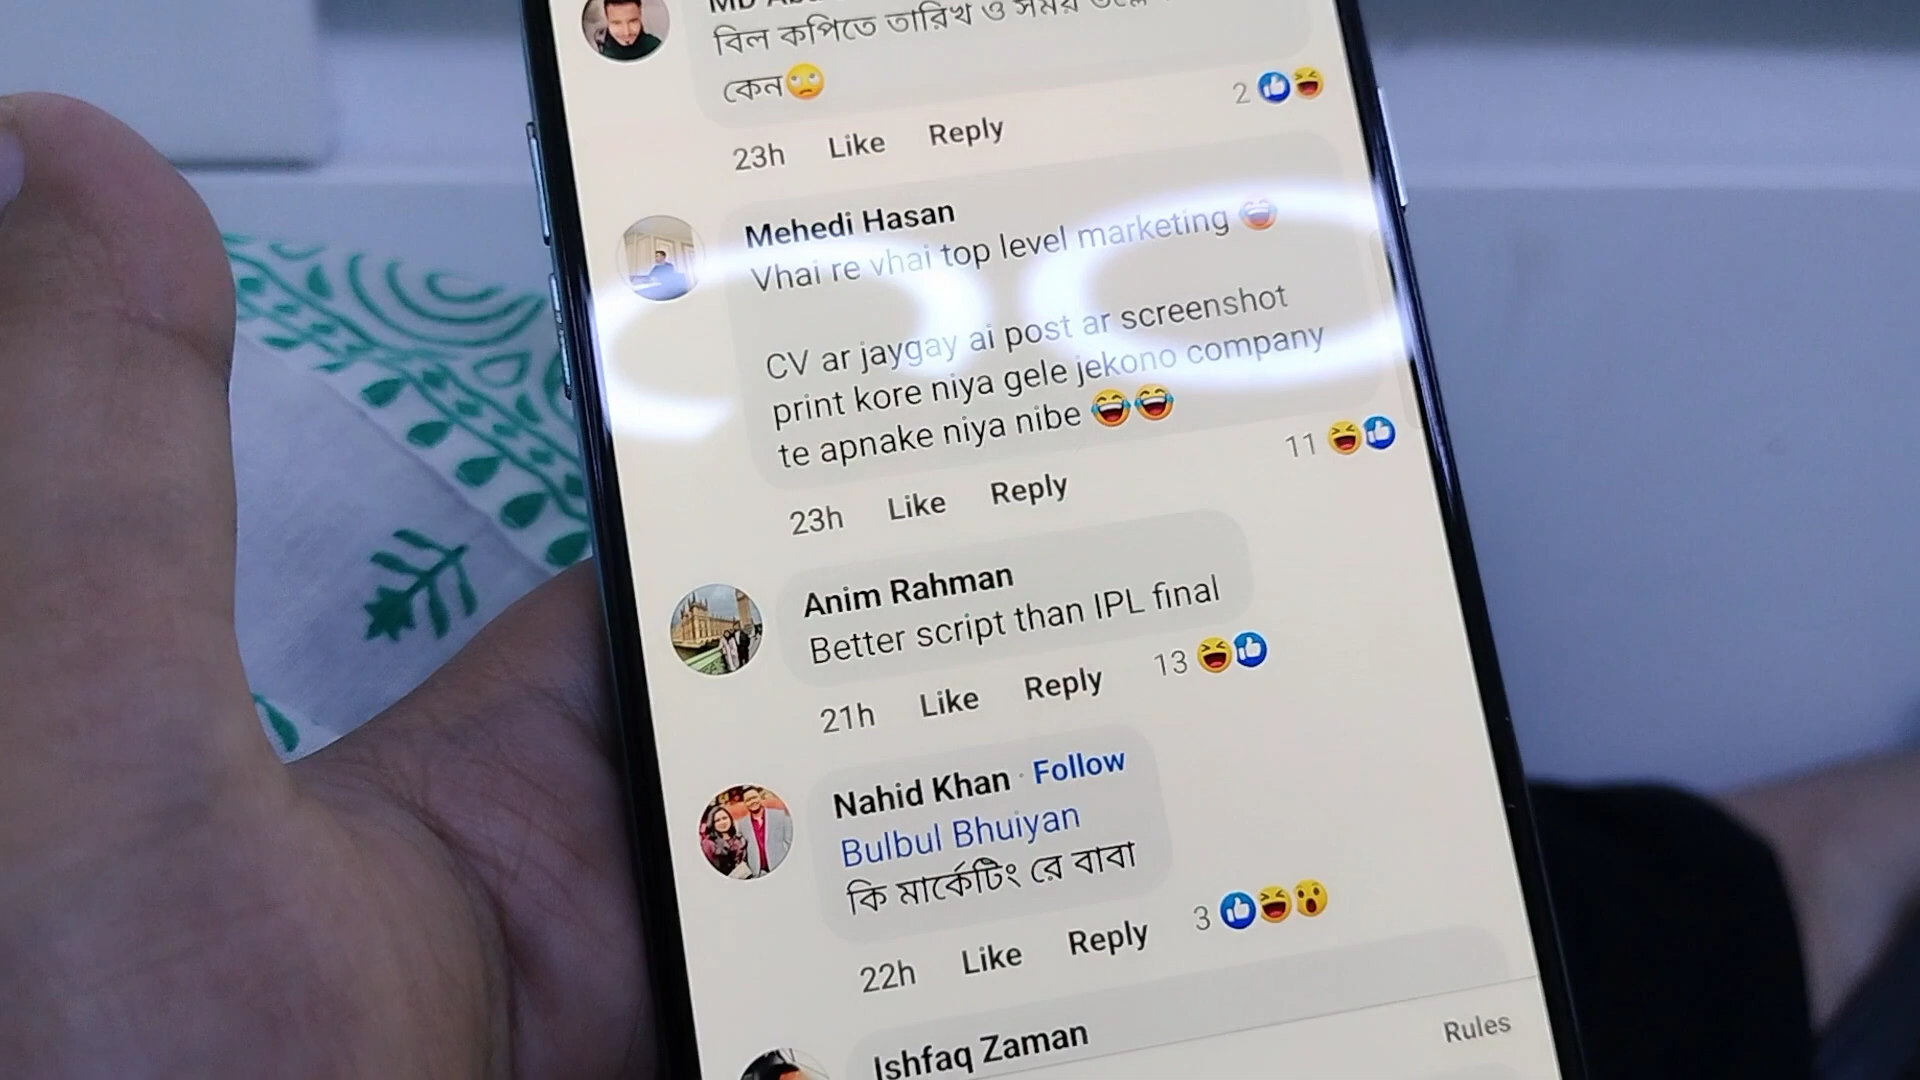 MD
বিল কপিতে তারিখ ও সময়
কেন🙄
2
23h Like Reply
Mehedi Hasan
Vhai re vhai top level marketing 😂
CV ar jaygay ai post ar screenshot
print kore niya gele jekono company
te apnake niya nibe 😂😂
11
23h Like Reply
Anim Rahman
Better script than IPL final
21h Like Reply 13
Nahid Khan · Follow
Bulbul Bhuiyan
কি মার্কেটিং রে বাবা
22h Like Reply 3
Ishfaq Zaman
Rules